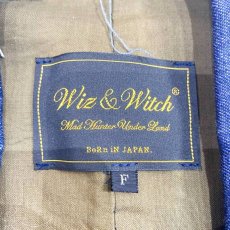 Wiz & Witch®
Mad Hunter Under Land
BoRn iN JAPAN.
F